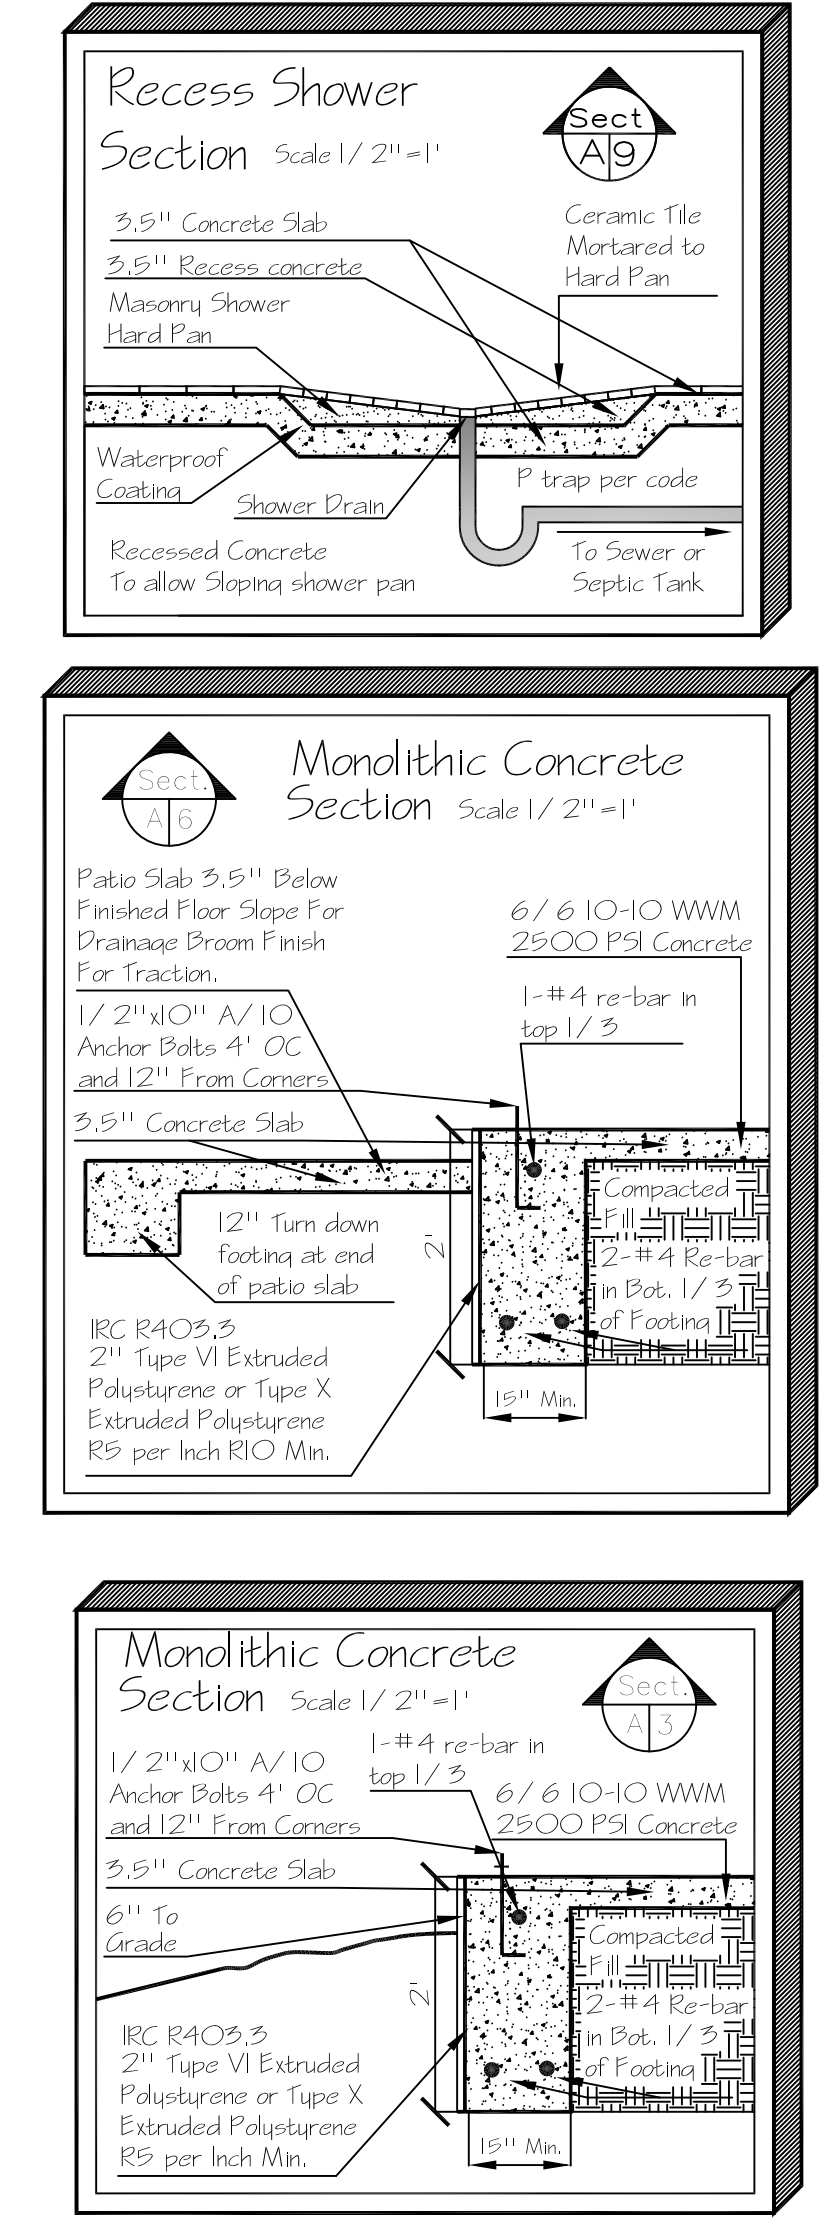 Recess Shower
Section Scale 1/2"=1'
Sect
A 9
3.5" Concrete Slab
3.5" Recess concrete
Masonry Shower
Hard Pan
Ceramic Tile
Mortared to
Hard Pan
Waterproof
Coating
Shower Drain
P trap per code
Recessed Concrete
To allow Sloping shower pan
To Sewer or
Septic Tank
Sect.
A 6
Monolithic Concrete
Section Scale 1/2"=1'
Patio Slab 3.5" Below
Finished Floor Slope For
Drainage Broom Finish
For Traction.
6/6 10-10 WWM
2500 PSI Concrete
1-#4 re-bar in
top 1/3
1/2"x10" A/10
Anchor Bolts 4' OC
and 12" From Corners
3.5" Concrete Slab
12" Turn down
footing at end
of patio slab
2'
Compacted
Fill
2-#4 Re-bar
in Bot. 1/3
of Footing
IRC R403.3
2" Type VI Extruded
Polystyrene or Type X
Extruded Polystyrene
R5 per Inch R10 Min.
15" Min.
Monolithic Concrete
Section Scale 1/2"=1'
Sect.
A 3
1-#4 re-bar in
top 1/3
1/2"x10" A/10
Anchor Bolts 4' OC
and 12" From Corners
6/6 10-10 WWM
2500 PSI Concrete
3.5" Concrete Slab
6" To
Grade
2'
Compacted
Fill
2-#4 Re-bar
in Bot. 1/3
of Footing
IRC R403.3
2" Type VI Extruded
Polystyrene or Type X
Extruded Polystyrene
R5 per Inch Min.
15" Min.